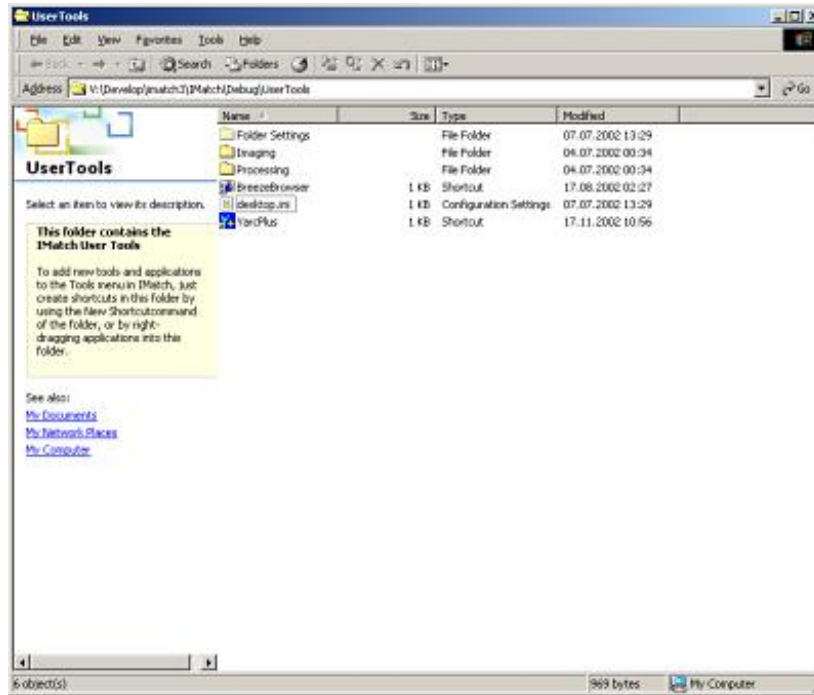 UserTools
File Edit View Favorites Tools Help
Back Search Folders
Address V:\Develop\imatch3\IMatch\Debug\UserTools Go
Name Size Type Modified
Folder Settings File Folder 07.07.2002 13:29
Imaging File Folder 04.07.2002 00:34
Processing File Folder 04.07.2002 00:34
BreezeBrowser 1 KB Shortcut 17.08.2002 02:27
desktop.ini 1 KB Configuration Settings 07.07.2002 13:29
YarcPlus 1 KB Shortcut 17.11.2002 10:56
UserTools
Select an item to view its description.
This folder contains the
IMatch User Tools
To add new tools and applications
to the Tools menu in IMatch, just
create shortcuts in this folder by
using the New Shortcutcommand
of the folder, or by right-
dragging applications into this
folder.
See also:
My Documents
My Network Places
My Computer
6 object(s) 969 bytes My Computer